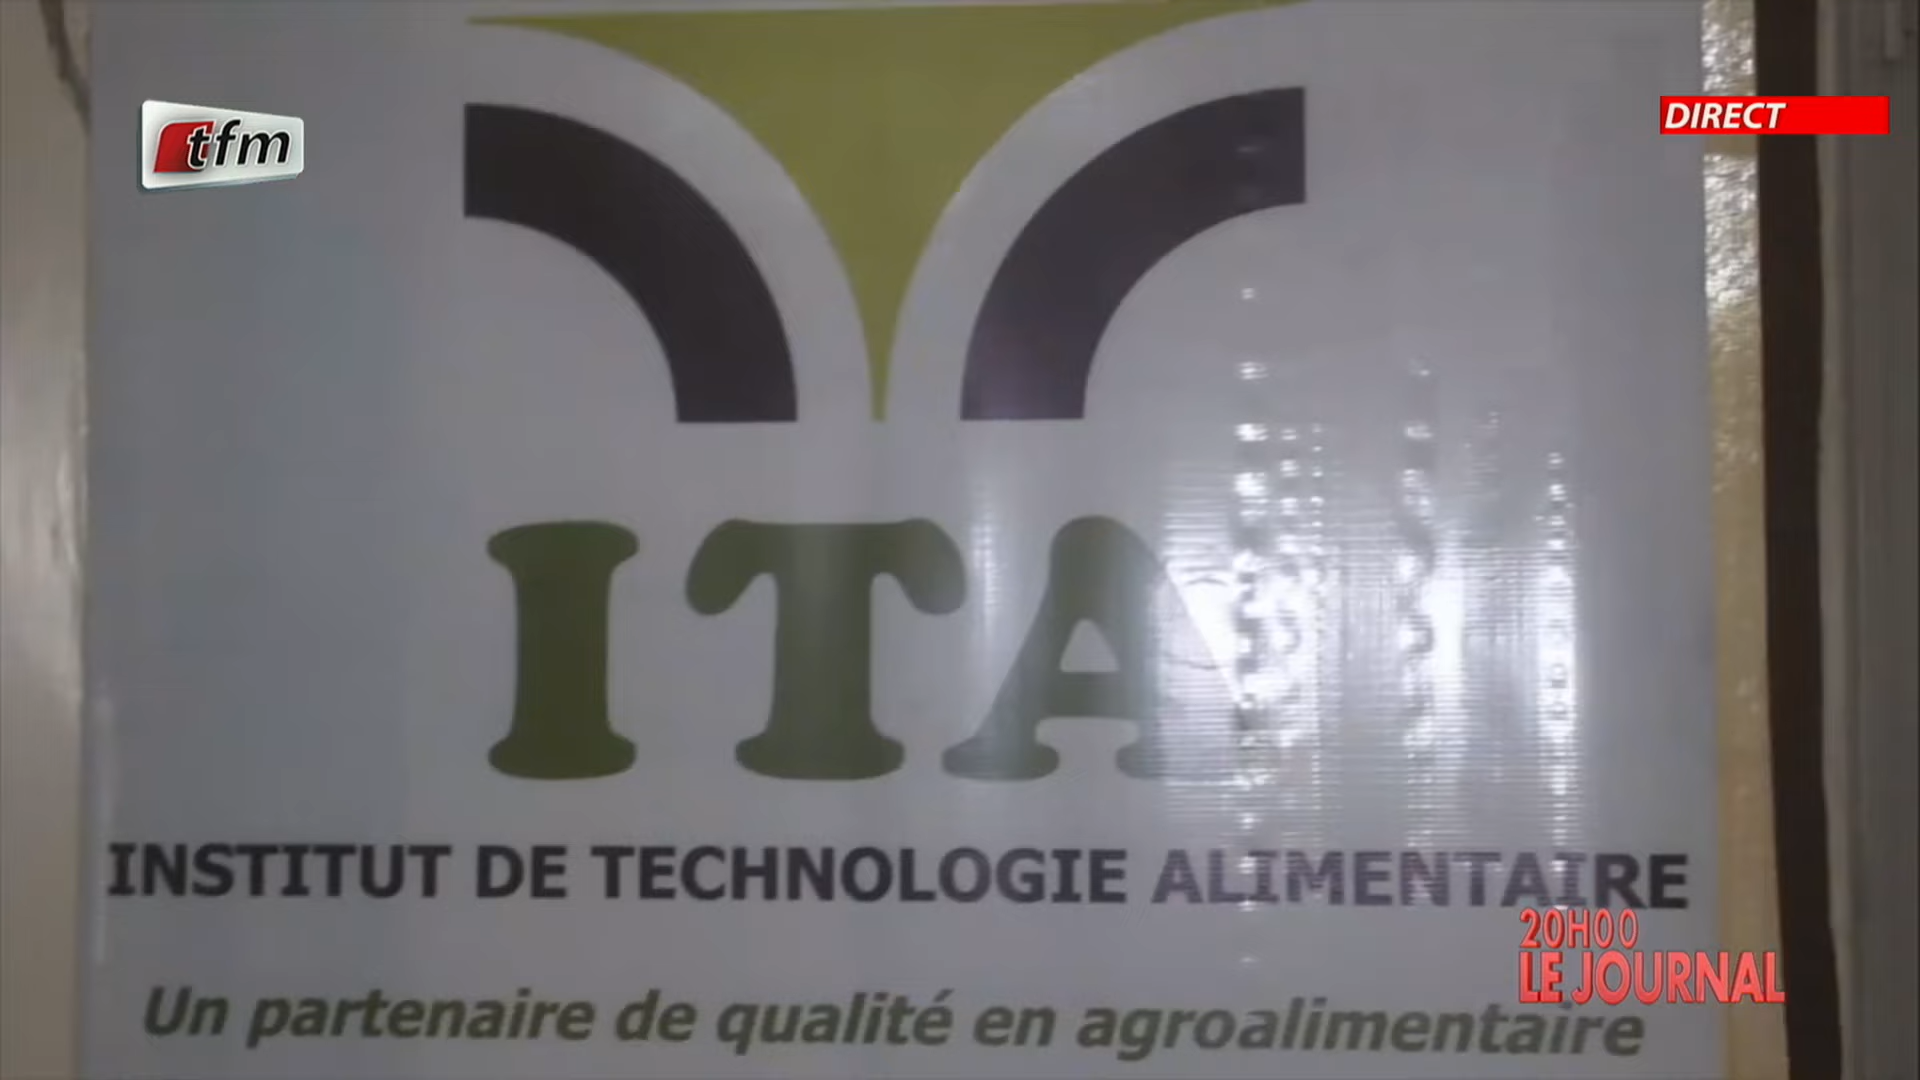 tfm
DIRECT
ITA
INSTITUT DE TECHNOLOGIE ALIMENTAIRE
20H00
LE JOURNAL
Un partenaire de qualité en agroalimentaire